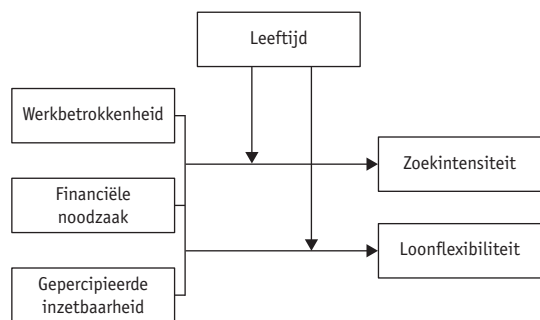 Leeftijd
Werkbetrokkenheid
Zoekintensiteit
Financiële
noodzaak
Loonflexibiliteit
Gepercipieerde
inzetbaarheid